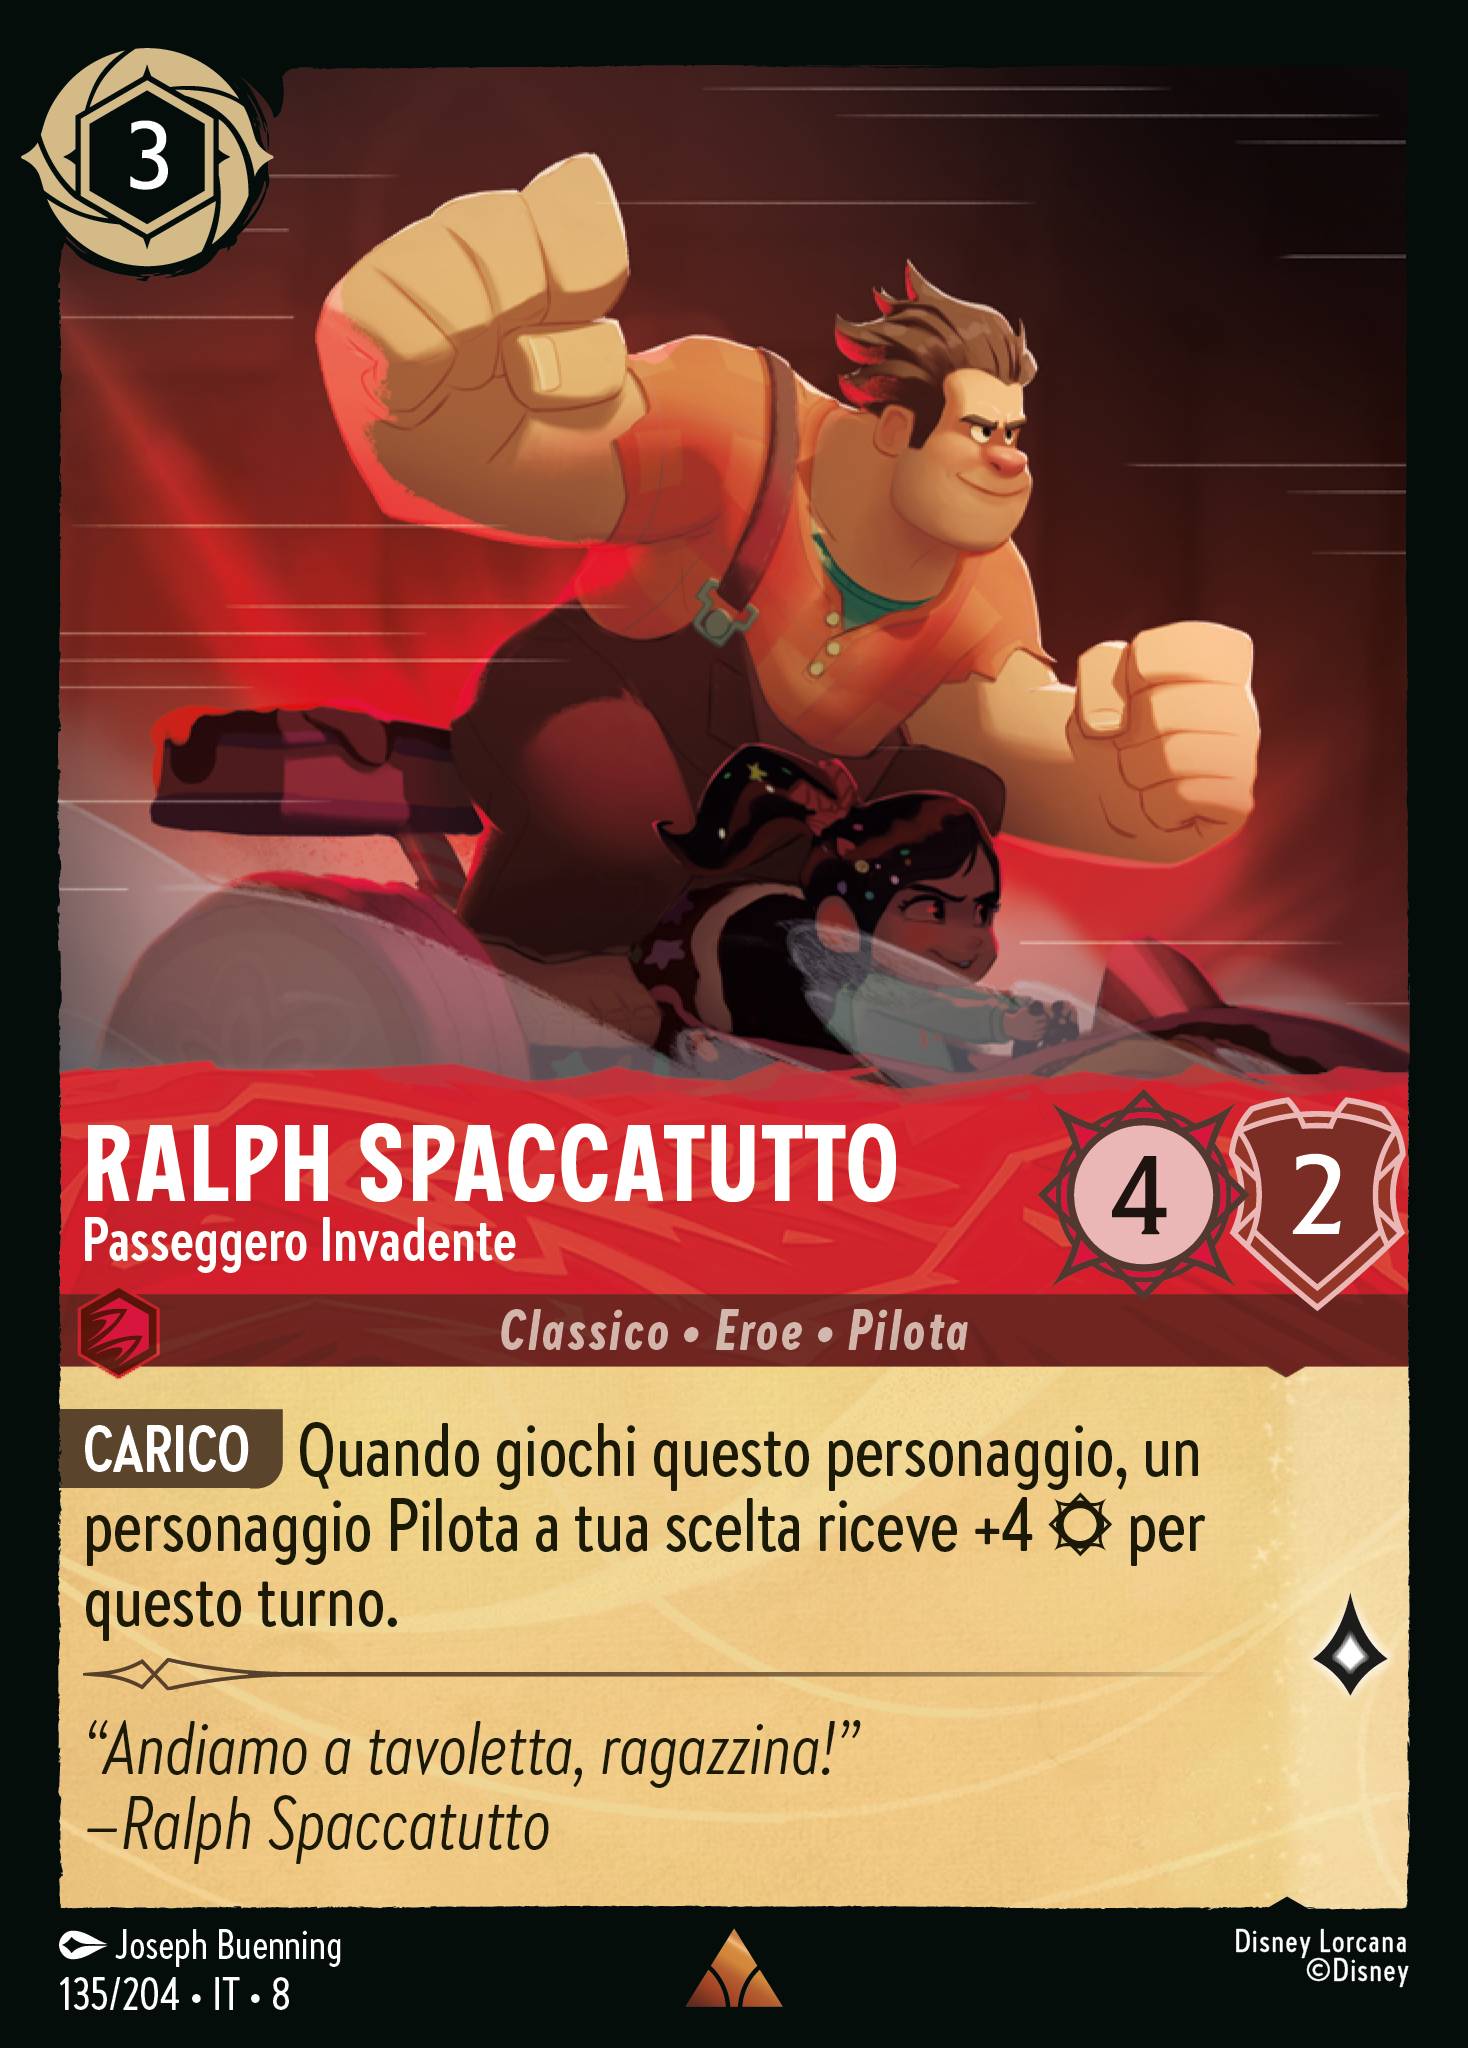 3
RALPH SPACCATUTTO
Passeggero Invadente
4 2
Classico • Eroe • Pilota
CARICO Quando giochi questo personaggio, un
personaggio Pilota a tua scelta riceve +4 per
questo turno.
“Andiamo a tavoletta, ragazzina!”
–Ralph Spaccatutto
Joseph Buenning
135/204 • IT • 8
Disney Lorcana
©Disney